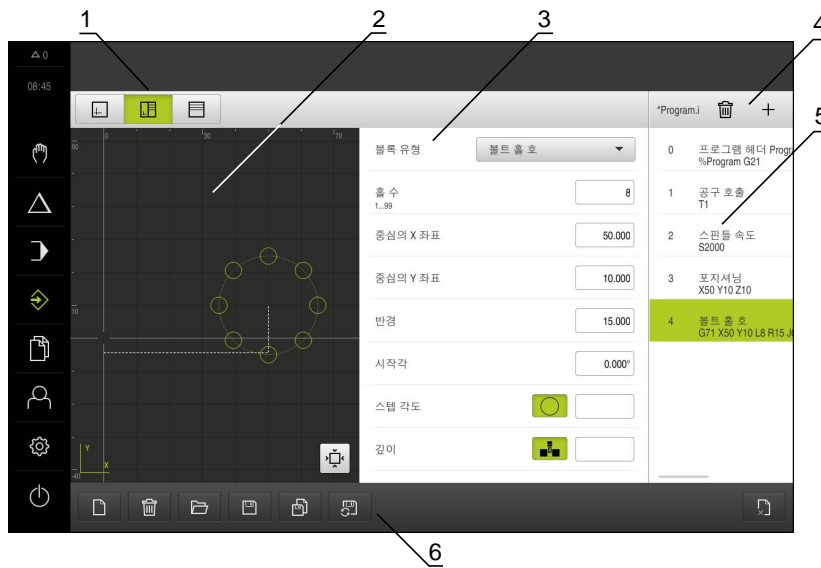 1
2
3
4
5
0
08:45
*Program.i
0
30
70
60
10
-40
Y
X
블록 유형
볼트 홀 호
홀 수
8
1...99
중심의 X 좌표
50.000
중심의 Y 좌표
10.000
반경
15.000
시작각
0.000°
스텝 각도
깊이
0
프로그램 헤더 Progr
%Program G21
1
공구 호출
T1
2
스핀들 속도
S2000
3
포지셔닝
X50 Y10 Z10
4
볼트 홀 호
G71 X50 Y10 L8 R15 J
6